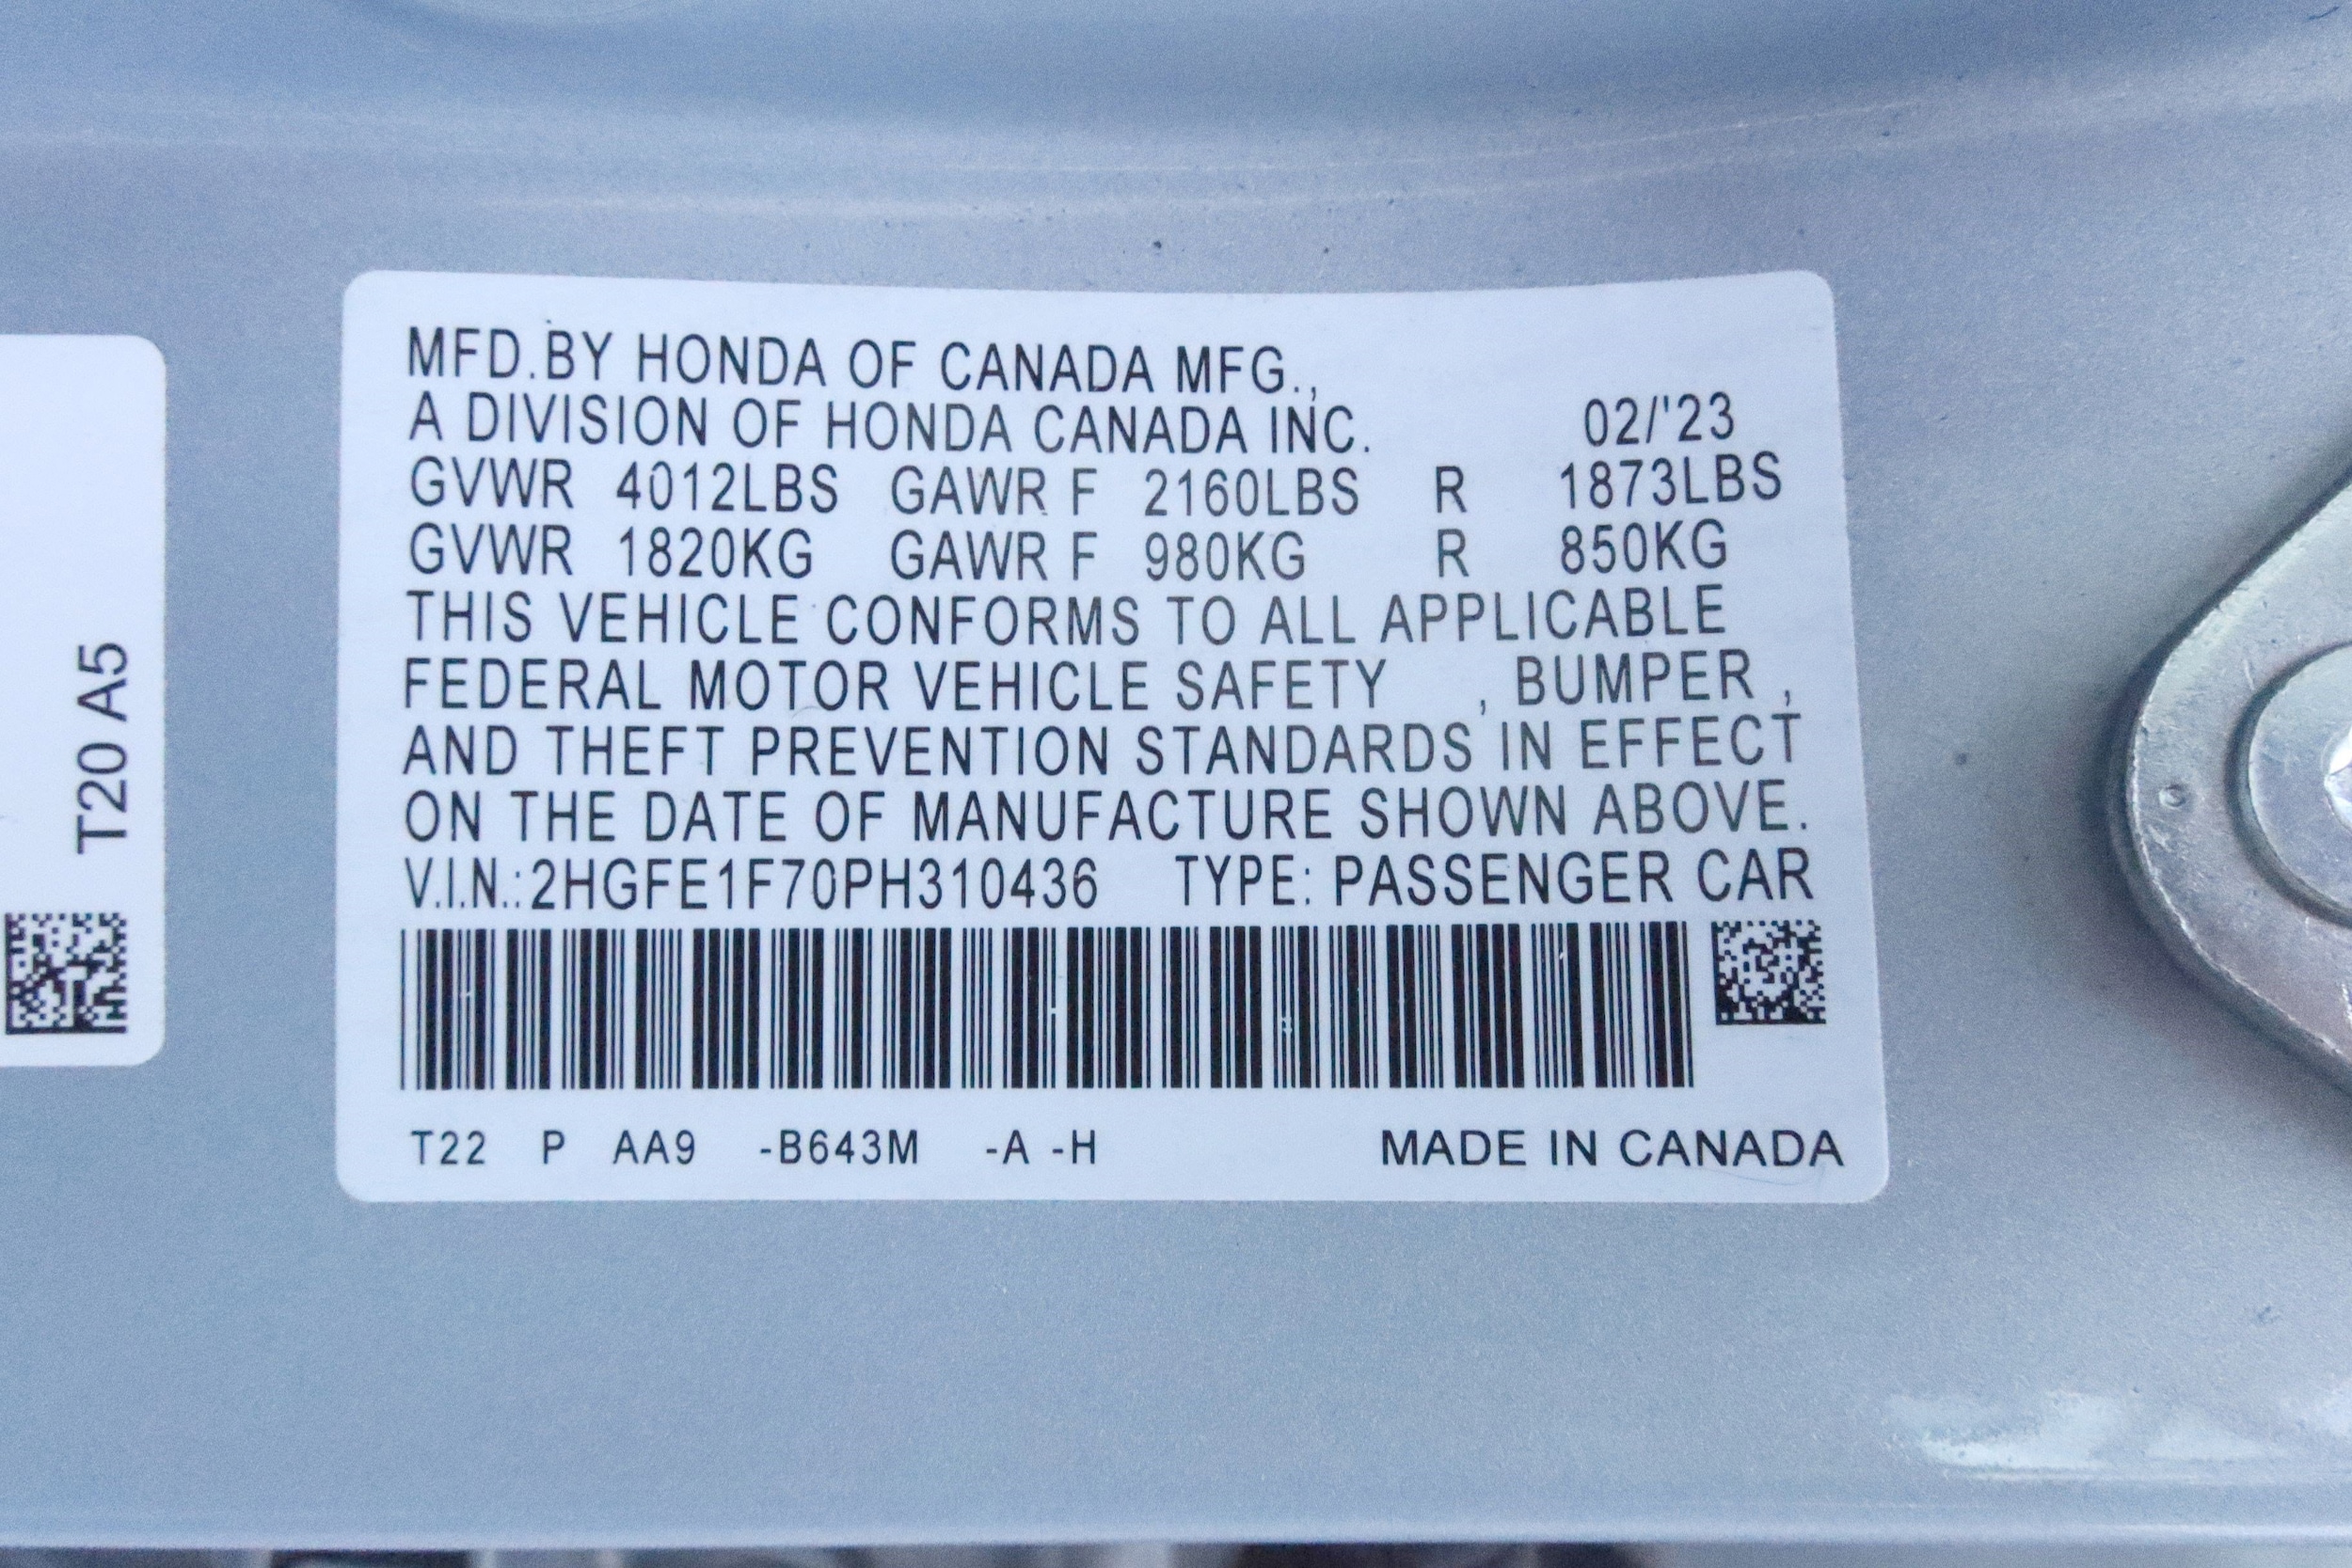 MFD.BY HONDA OF CANADA MFG.,
A DIVISION OF HONDA CANADA INC. 02/'23
GVWR 4012LBS GAWR F 2160LBS R 1873LBS
GVWR 1820KG GAWR F 980KG R 850KG
THIS VEHICLE CONFORMS TO ALL APPLICABLE
FEDERAL MOTOR VEHICLE SAFETY , BUMPER ,
AND THEFT PREVENTION STANDARDS IN EFFECT
ON THE DATE OF MANUFACTURE SHOWN ABOVE.
V.I.N.:2HGFE1F70PH310436 TYPE: PASSENGER CAR
T22 P AA9 -B643M -A -H MADE IN CANADA
T20 A5